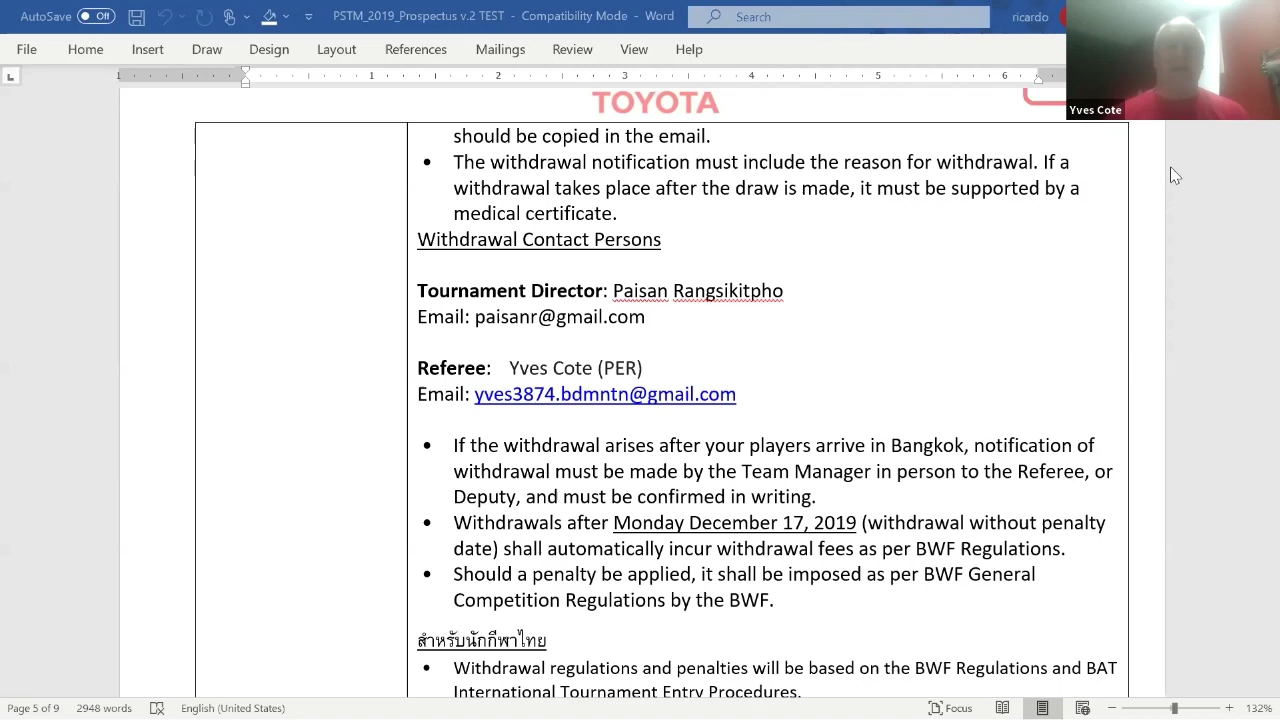 AutoSave Off PSTM_2019_Prospectus v.2 TEST - Compatibility Mode - Word Search ricardo
File Home Insert Draw Design Layout References Mailings Review View Help
1 1 2 3 4 5 6
TOYOTA
Yves Cote
should be copied in the email.
• The withdrawal notification must include the reason for withdrawal. If a
withdrawal takes place after the draw is made, it must be supported by a
medical certificate.
Withdrawal Contact Persons
Tournament Director: Paisan Rangsikitpho
Email: paisanr@gmail.com
Referee: Yves Cote (PER)
Email: yves3874.bdmntn@gmail.com
• If the withdrawal arises after your players arrive in Bangkok, notification of
withdrawal must be made by the Team Manager in person to the Referee, or
Deputy, and must be confirmed in writing.
• Withdrawals after Monday December 17, 2019 (withdrawal without penalty
date) shall automatically incur withdrawal fees as per BWF Regulations.
• Should a penalty be applied, it shall be imposed as per BWF General
Competition Regulations by the BWF.
สำหรับนักกีฬาไทย
• Withdrawal regulations and penalties will be based on the BWF Regulations and BAT
International Tournament Entry Procedures.
Page 5 of 9 2948 words English (United States) Focus 132%